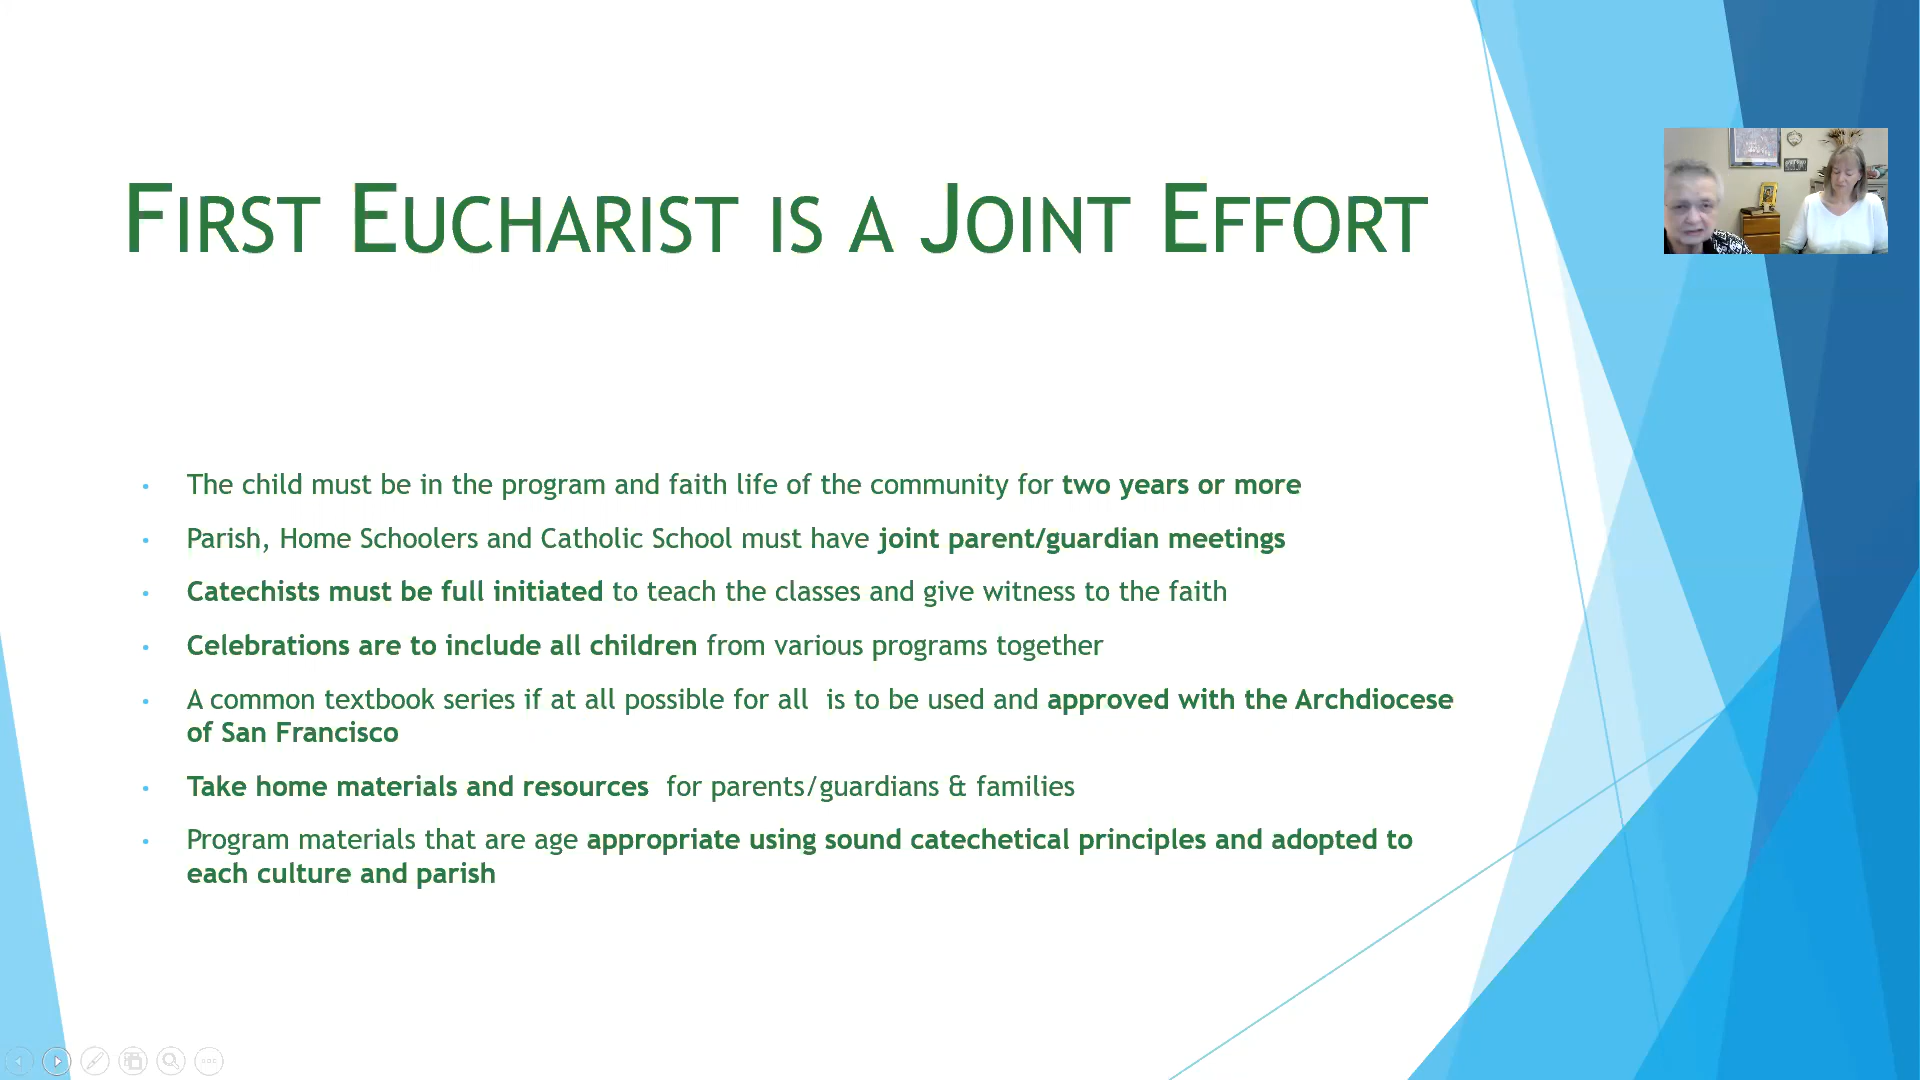 FIRST EUCHARIST IS A JOINT EFFORT
The child must be in the program and faith life of the community for two years or more
Parish, Home Schoolers and Catholic School must have joint parent/guardian meetings
Catechists must be full initiated to teach the classes and give witness to the faith
Celebrations are to include all children from various programs together
A common textbook series if at all possible for all is to be used and approved with the Archdiocese
of San Francisco
Take home materials and resources for parents/guardians & families
Program materials that are age appropriate using sound catechetical principles and adopted to
each culture and parish